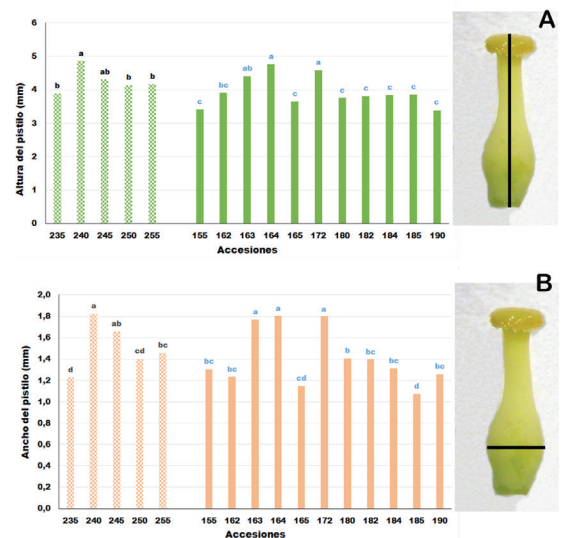 A
6
a
ab
a
5
ab
b
b
b
bc
c
c
c
c
c
c
c
4
3
2
1
0
Altura del pistilo (mm)
235 240 245 250 255 155 162 163 164 165 172 180 182 184 185 190
Accesiones
B
2,0
a
a
a
a
1,8
ab
1,6
cd
bc
b
bc
1,4
d
bc
bc
bc
bc
1,2
cd
d
1,0
0,8
0,6
0,4
0,2
0,0
Ancho del pistilo (mm)
235 240 245 250 255 155 162 163 164 165 172 180 182 184 185 190
Accesiones